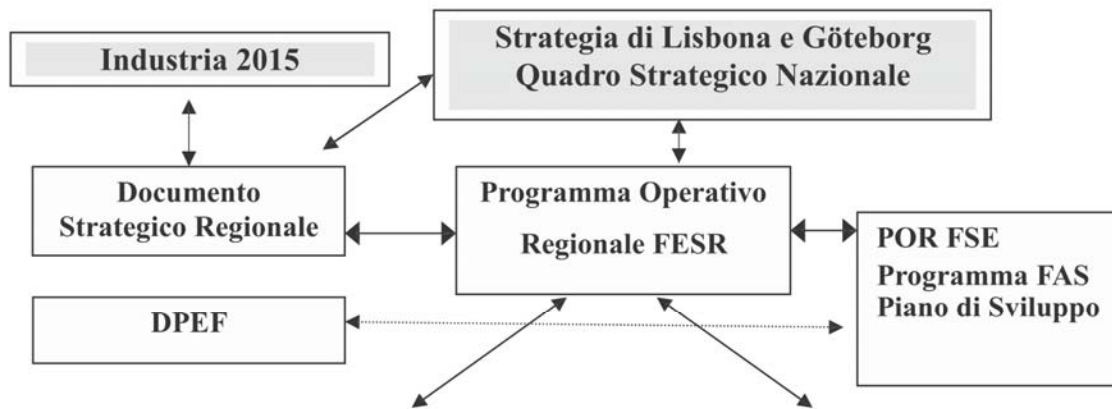 Industria 2015
Strategia di Lisbona e Göteborg
Quadro Strategico Nazionale
Documento
Strategico Regionale
Programma Operativo
Regionale FESR
POR FSE
Programma FAS
Piano di Sviluppo
DPEF